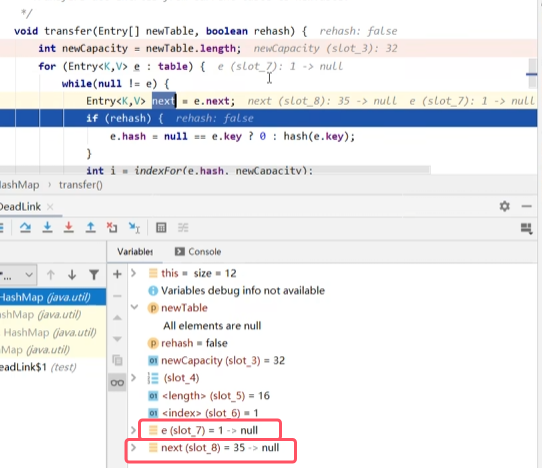 */
void transfer(Entry[] newTable, boolean rehash) { rehash: false
int newCapacity = newTable.length; newCapacity (slot_3): 32
for (Entry<K,V> e : table) { e (slot_7): 1 -> null
while(null != e) {
Entry<K,V> next = e.next; next (slot_8): 35 -> null e (slot_7): 1 -> null
if (rehash) { rehash: false
e.hash = null == e.key ? 0 : hash(e.key);
}
int i = indexFor(e.hash, newCapacity);
HashMap › transfer()
DeadLink ×
Variables Console
this = size = 12
Variables debug info not available
HashMap (java.util)
newTable
ashMap (java.util)
All elements are null
HashMap (java.util)
rehash = false
Map (java.util)
newCapacity (slot_3) = 32
eadLink$1 (test)
(slot_4)
<length> (slot_5) = 16
<index> (slot_6) = 1
e (slot_7) = 1 -> null
next (slot_8) = 35 -> null